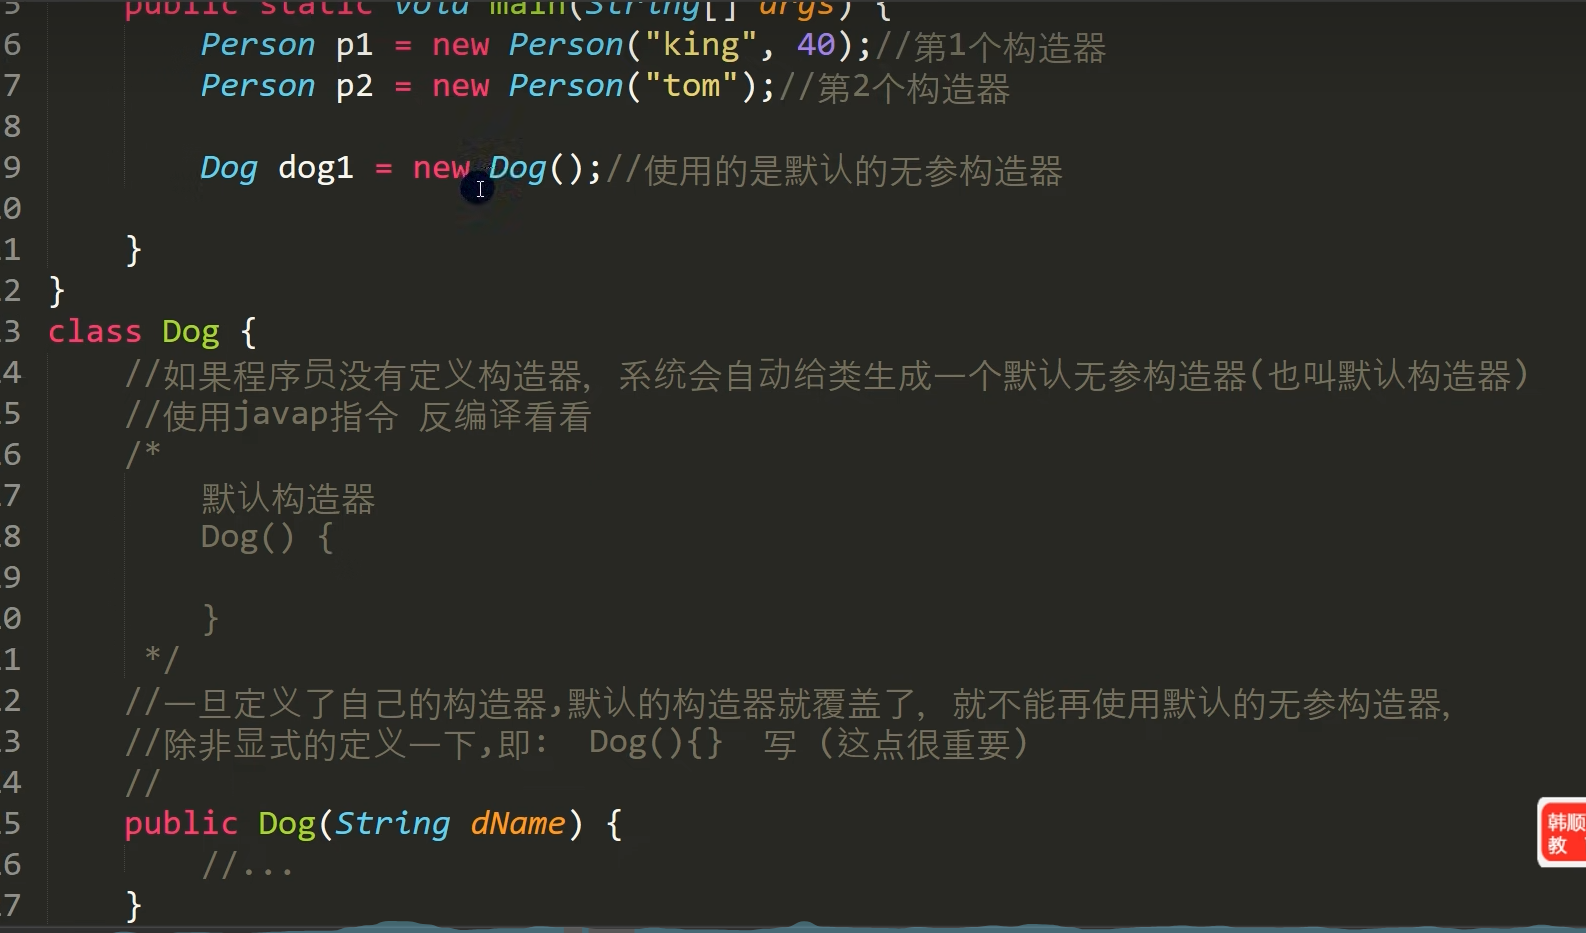 5 public static void main(String[] args) {
6 Person p1 = new Person("king", 40);//第1个构造器
7 Person p2 = new Person("tom");//第2个构造器
8
9 Dog dog1 = new Dog();//使用的是默认的无参构造器
.0
.1 }
.2 }
.3 class Dog {
.4 //如果程序员没有定义构造器, 系统会自动给类生成一个默认无参构造器(也叫默认构造器)
.5 //使用javap指令 反编译看看
.6 /*
.7 默认构造器
.8 Dog() {
.9
.0 }
.1 */
.2 //一旦定义了自己的构造器,默认的构造器就覆盖了, 就不能再使用默认的无参构造器,
.3 //除非显式的定义一下,即: Dog(){} 写 (这点很重要)
.4 //
.5 public Dog(String dName) {
.6 //...
.7 }
韩顺
教